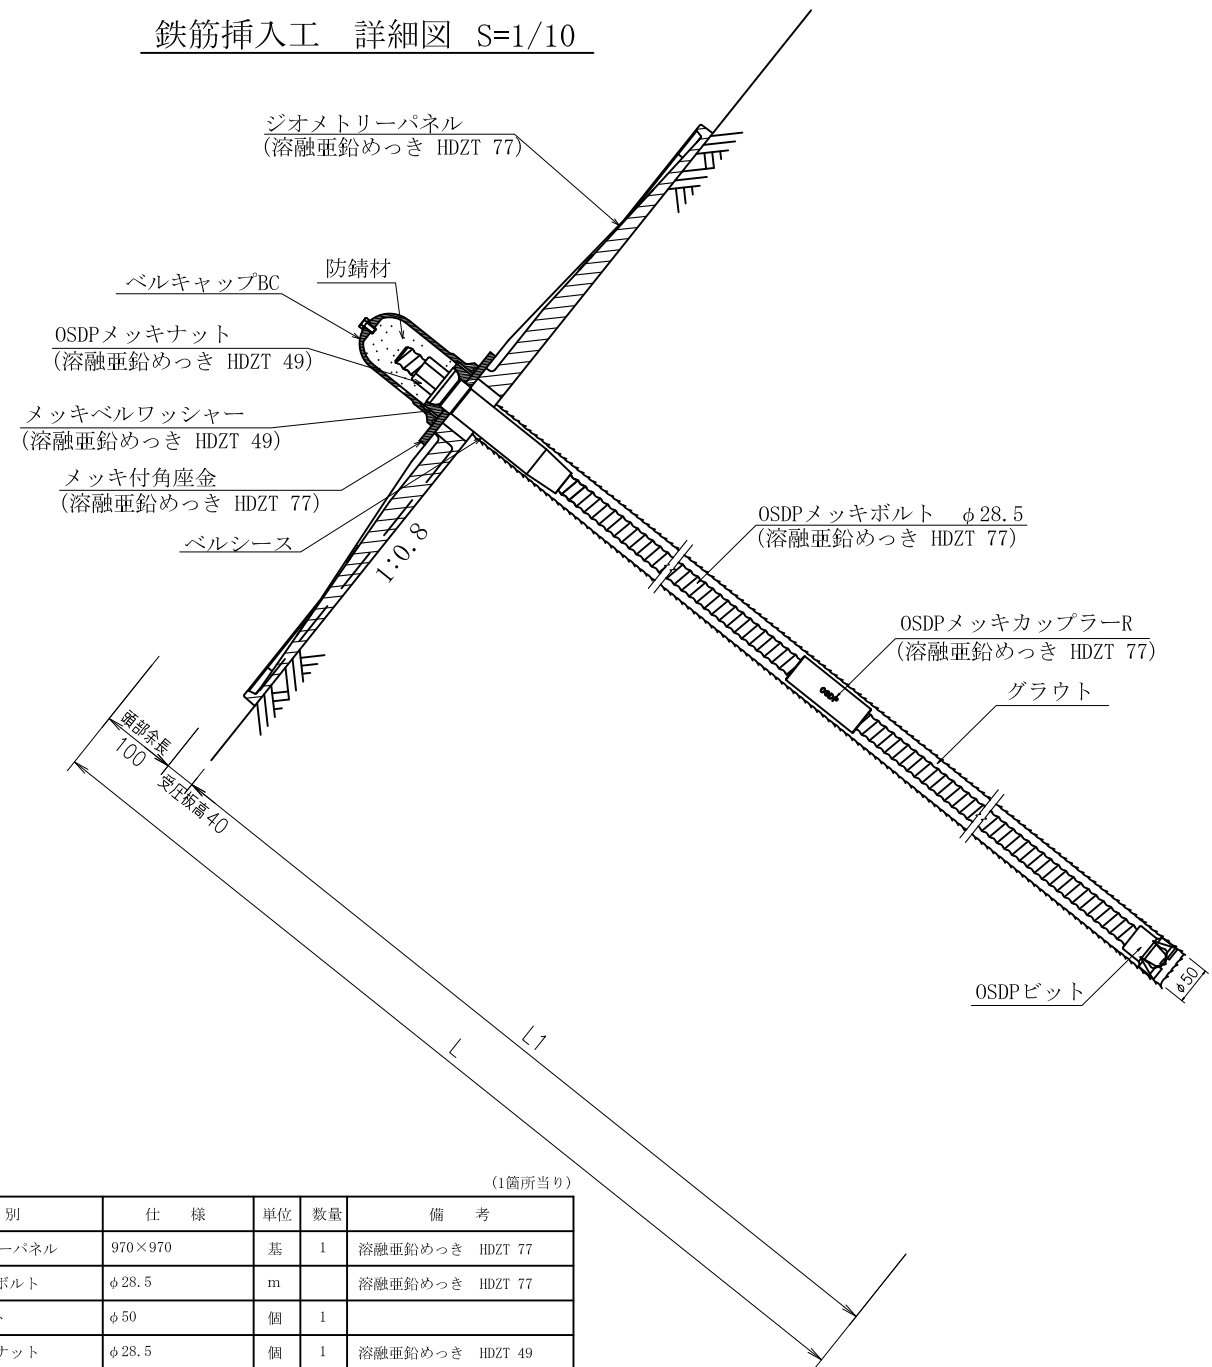 鉄筋挿入工　詳細図　S=1/10
ジオメトリーパネル
(溶融亜鉛めっき HDZT 77)
防錆材
ベルキャップBC
OSDPメッキナット
(溶融亜鉛めっき HDZT 49)
メッキベルワッシャー
(溶融亜鉛めっき HDZT 49)
メッキ付角座金
(溶融亜鉛めっき HDZT 77)
ベルシース
1:0.8
OSDPメッキボルト　φ28.5
(溶融亜鉛めっき HDZT 77)
OSDPメッキカップラーR
(溶融亜鉛めっき HDZT 77)
OSDP
グラウト
頭部余長
100
受圧板高40
OSDPビット
φ50
L1
L
(1箇所当り)
別　仕　様　単位　数量　備　考
ーパネル　970×970　基　1　溶融亜鉛めっき　HDZT 77
ボルト　φ28.5　m　溶融亜鉛めっき　HDZT 77
ト　φ50　個　1
ナット　φ28.5　個　1　溶融亜鉛めっき　HDZT 49